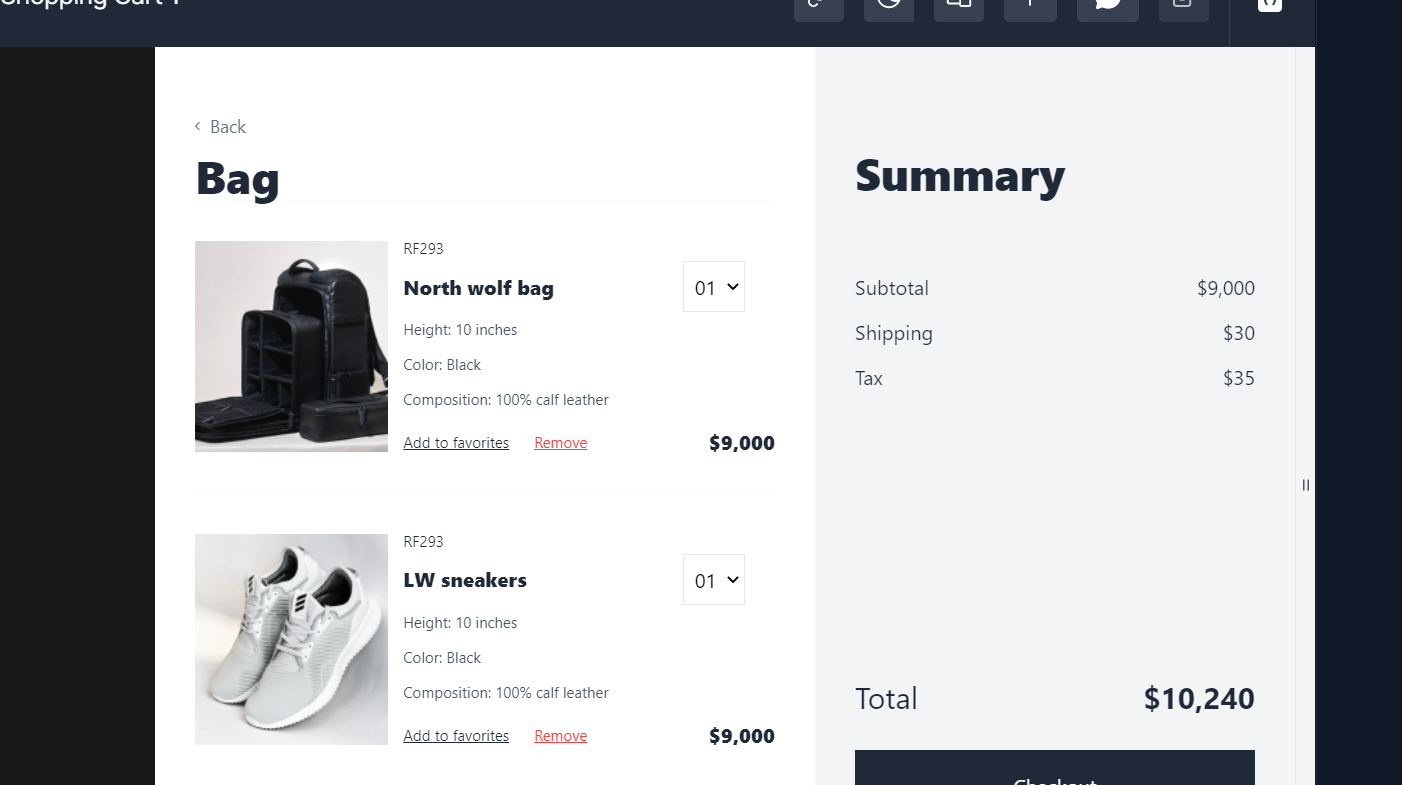 Shopping Cart 1
Back
Bag
RF293
North wolf bag
01
Height: 10 inches
Color: Black
Composition: 100% calf leather
Add to favorites Remove $9,000
RF293
LW sneakers
01
Height: 10 inches
Color: Black
Composition: 100% calf leather
Add to favorites Remove $9,000
Summary
Subtotal $9,000
Shipping $30
Tax $35
Total $10,240
Checkout